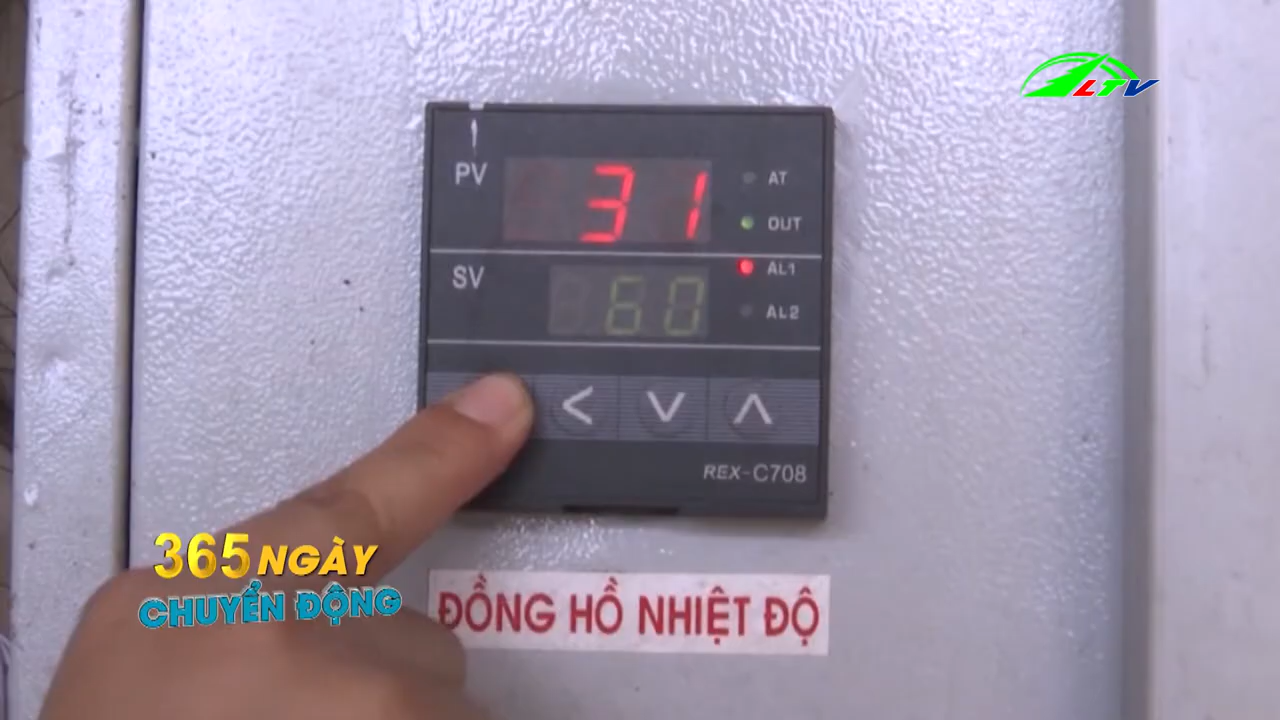 LTV
PV 31 AT
OUT
SV 60 AL1
AL2
< V Λ
REX-C708
365 NGÀY
CHUYỂN ĐỘNG
ĐỒNG HỒ NHIỆT ĐỘ